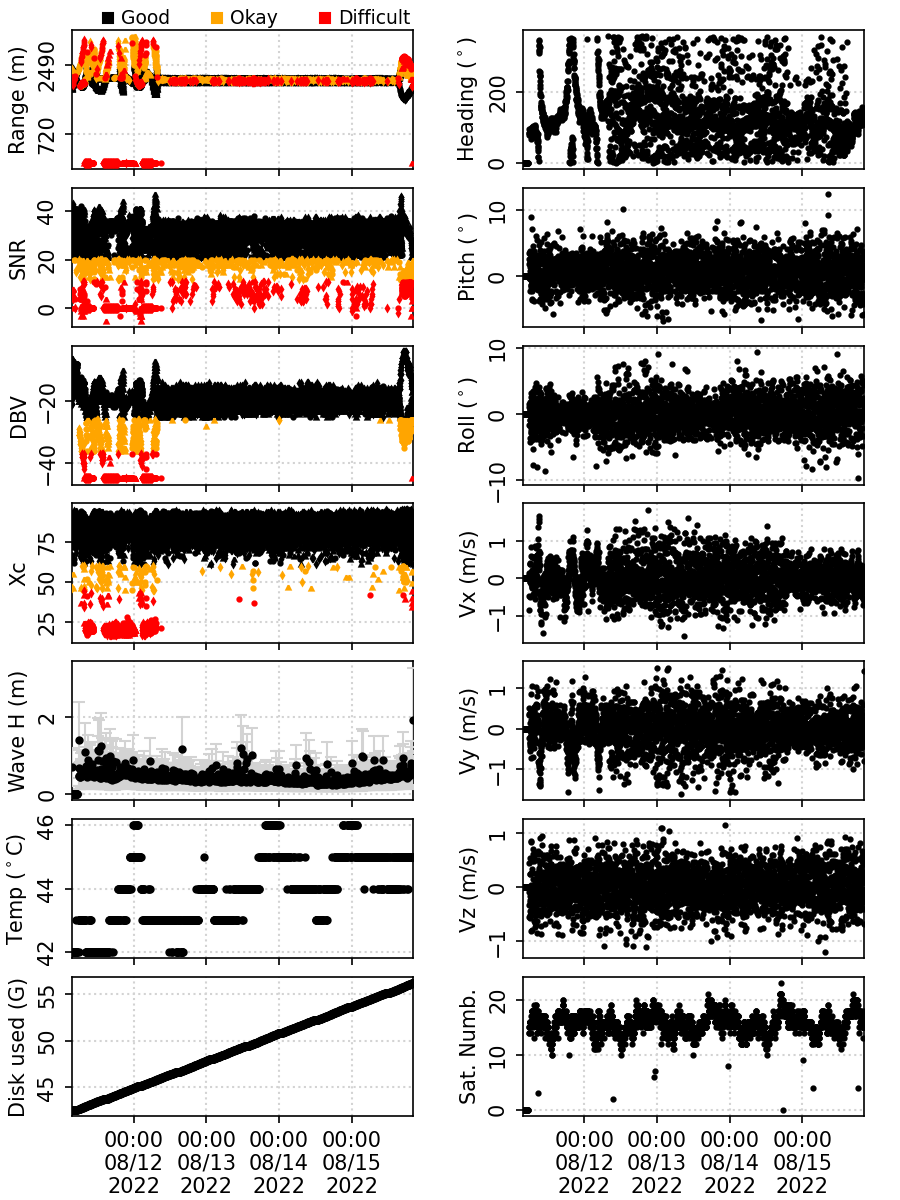 Good Okay Difficult
Range (m)
2490
720
Heading (°)
200
0
SNR
40
20
0
Pitch (°)
10
0
DBV
−20
−40
Roll (°)
10
0
−10
Xc
75
50
25
Vx (m/s)
1
0
−1
Wave H (m)
2
0
Vy (m/s)
1
0
−1
Temp (°C)
46
44
42
Vz (m/s)
1
0
−1
Disk used (G)
55
50
45
Sat. Numb.
20
10
0
00:00 00:00 00:00 00:00
08/12 08/13 08/14 08/15
2022 2022 2022 2022
00:00 00:00 00:00 00:00
08/12 08/13 08/14 08/15
2022 2022 2022 2022